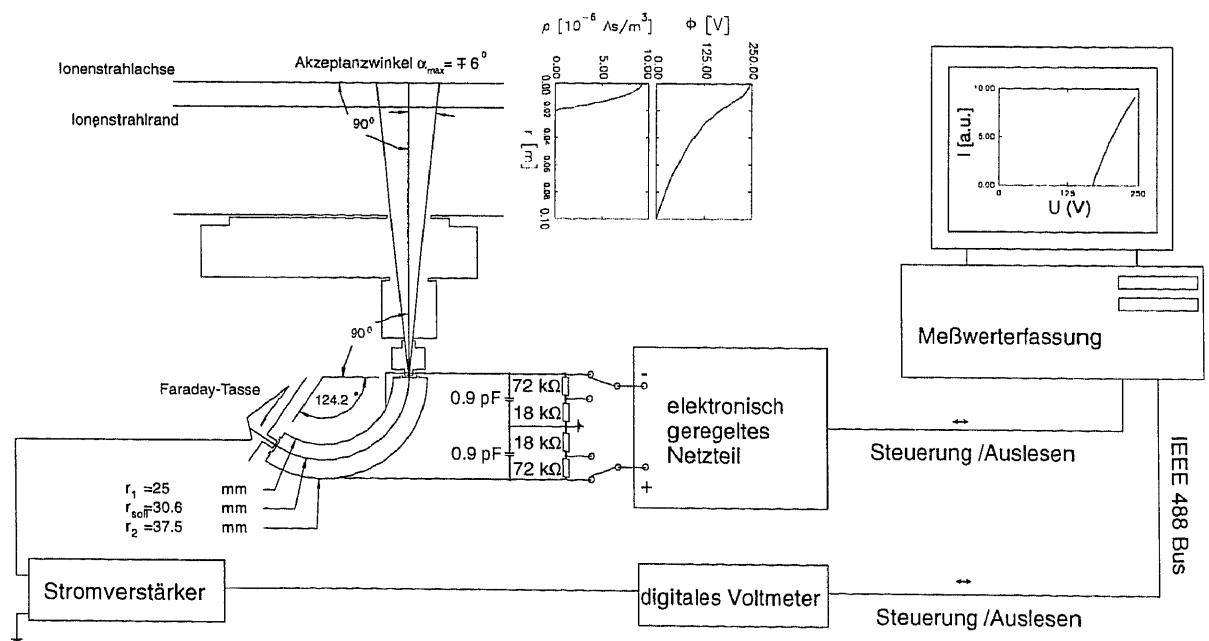 ρ [10⁻⁶ As/m³]
Φ [V]
0.00
5.00
10.00
0.00
125.00
250.00
0.00
0.02
0.04
0.06
0.08
0.10
r [m]
Ionenstrahlachse
Akzeptanzwinkel α max = ∓ 6°
Ionenstrahlrand
90°
90°
I [a.u.]
10.00
5.00
0.00
0
125
250
U (V)
Meßwerterfassung
90°
Faraday-Tasse
124.2°
0.9 pF
0.9 pF
72 kΩ
18 kΩ
18 kΩ
72 kΩ
-
+
elektronisch
geregeltes
Netzteil
↔
Steuerung /Auslesen
IEEE 488 Bus
r₁ =25 mm
r soll =30.6 mm
r₂ =37.5 mm
Stromverstärker
digitales Voltmeter
↔
Steuerung /Auslesen